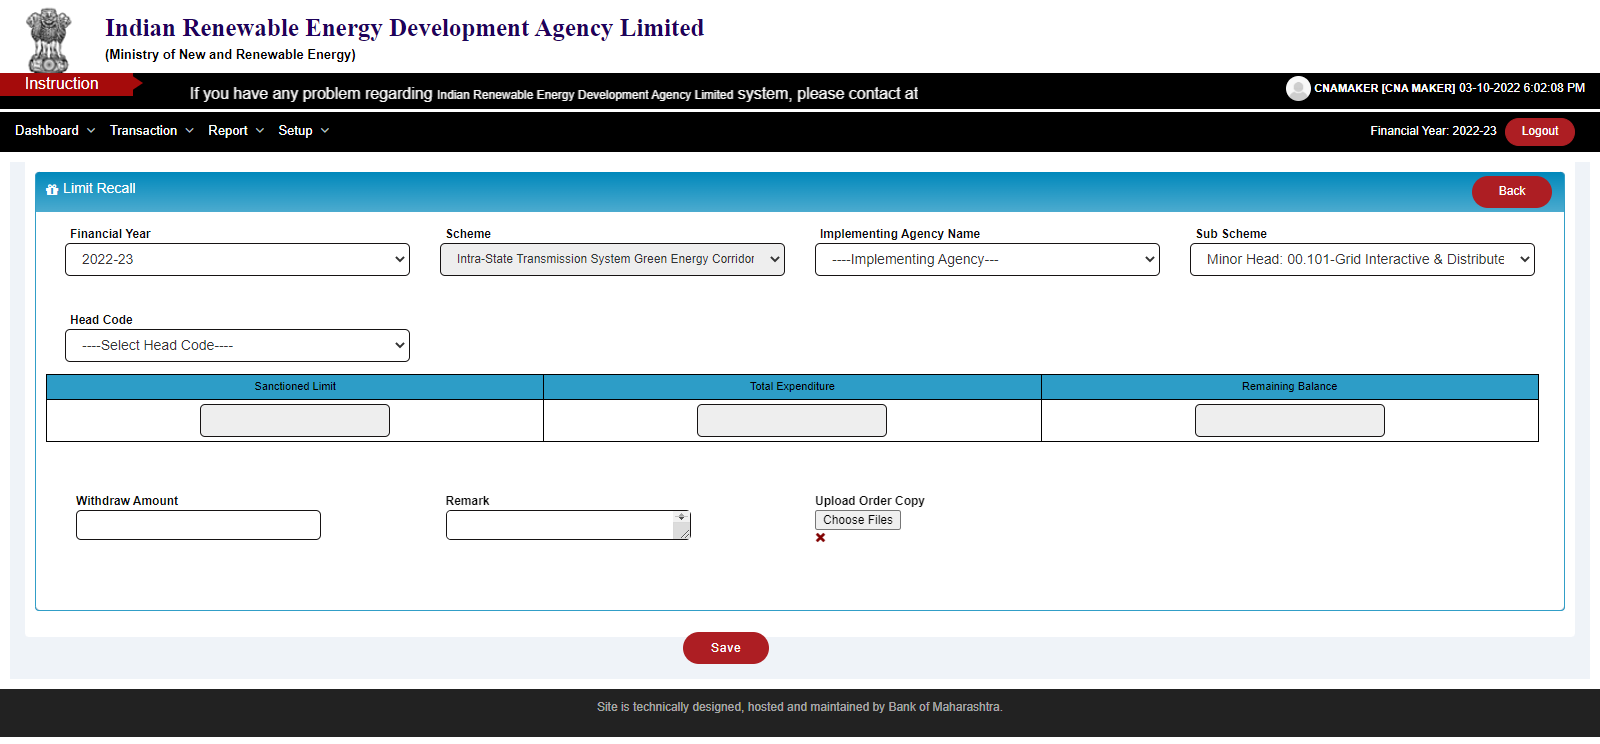 Indian Renewable Energy Development Agency Limited
(Ministry of New and Renewable Energy)
Instruction
If you have any problem regarding Indian Renewable Energy Development Agency Limited system, please contact at
CNAMAKER [CNA MAKER] 03-10-2022 6:02:08 PM
Dashboard Transaction Report Setup
Financial Year: 2022-23 Logout
Limit Recall Back
Financial Year Scheme Implementing Agency Name Sub Scheme
2022-23 Intra-State Transmission System Green Energy Corridor ----Implementing Agency--- Minor Head: 00.101-Grid Interactive & Distribute
Head Code
----Select Head Code----
Sanctioned Limit Total Expenditure Remaining Balance
Withdraw Amount Remark Upload Order Copy
Choose Files
Save
Site is technically designed, hosted and maintained by Bank of Maharashtra.